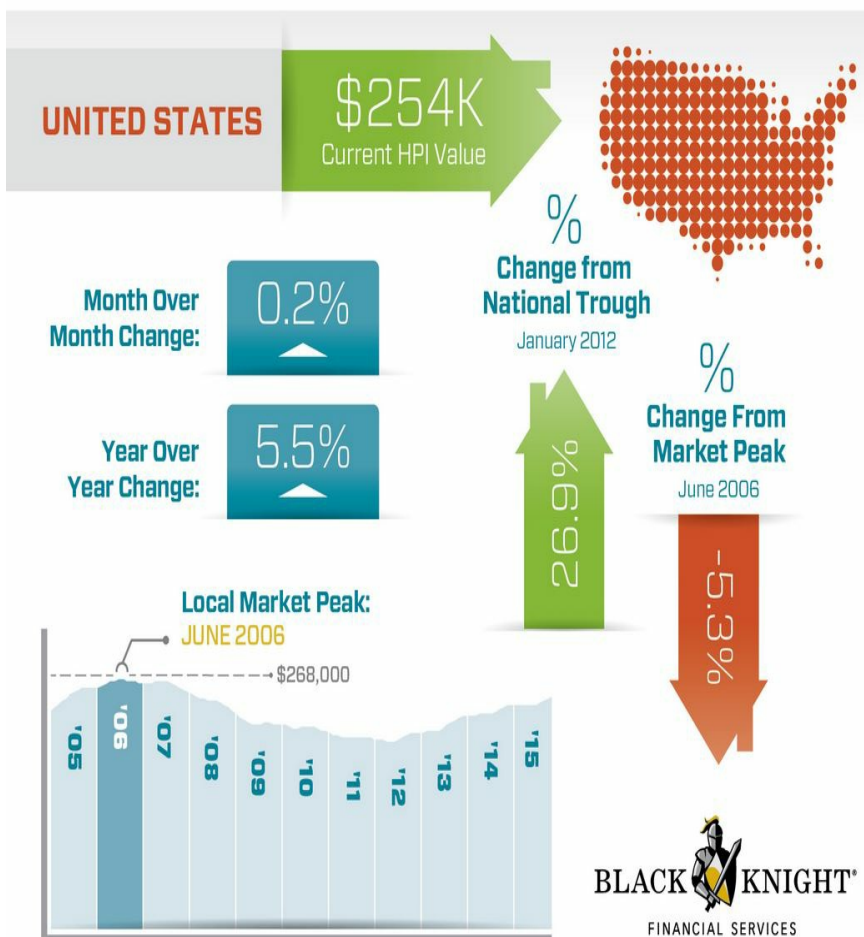 UNITED STATES
$254K
Current HPI Value
%
Change from
National Trough
January 2012
Month Over
Month Change:
0.2%
%
Change From
Market Peak
June 2006
Year Over
Year Change:
5.5%
26.9%
-5.3%
Local Market Peak:
JUNE 2006
$268,000
'05
'06
'07
'08
'09
'10
'11
'12
'13
'14
'15
BLACK KNIGHT®
FINANCIAL SERVICES